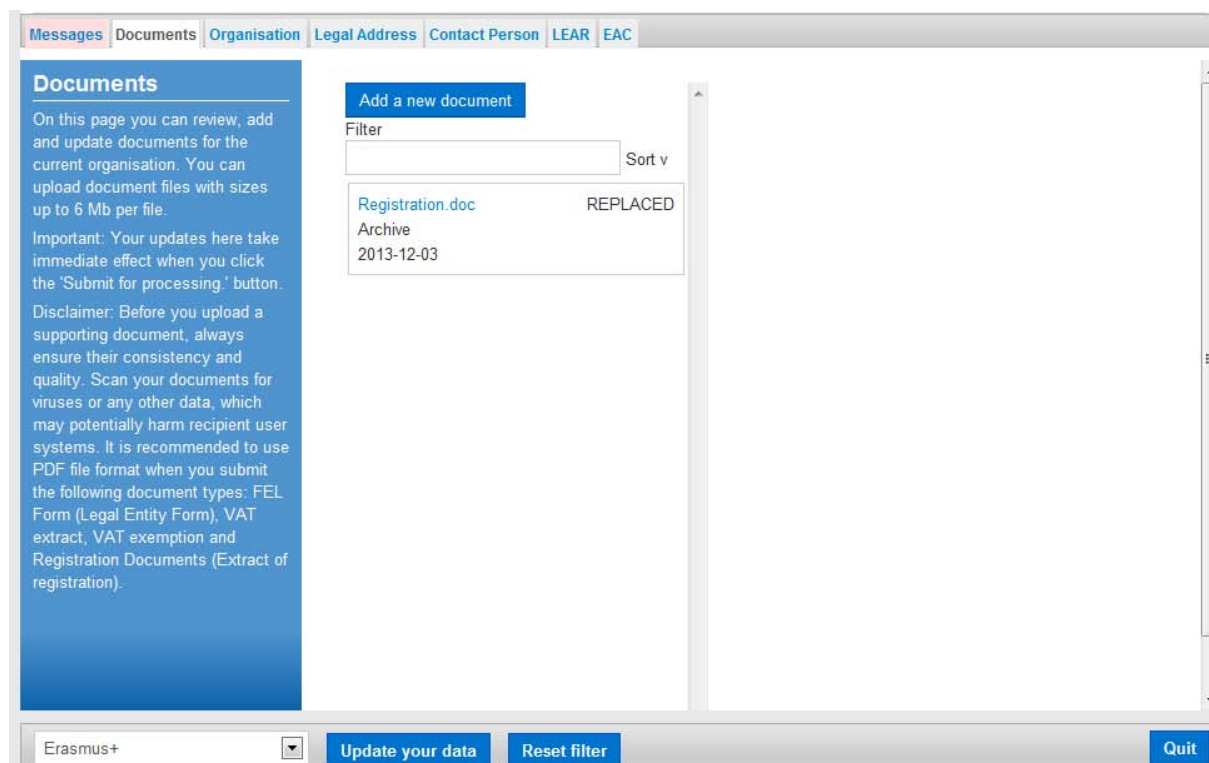 Messages Documents Organisation Legal Address Contact Person LEAR EAC
Documents
On this page you can review, add
and update documents for the
current organisation. You can
upload document files with sizes
up to 6 Mb per file.
Important: Your updates here take
immediate effect when you click
the 'Submit for processing.' button.
Disclaimer: Before you upload a
supporting document, always
ensure their consistency and
quality. Scan your documents for
viruses or any other data, which
may potentially harm recipient user
systems. It is recommended to use
PDF file format when you submit
the following document types: FEL
Form (Legal Entity Form), VAT
extract, VAT exemption and
Registration Documents (Extract of
registration).
Add a new document
Filter
Sort v
Registration.doc REPLACED
Archive
2013-12-03
Erasmus+ Update your data Reset filter Quit